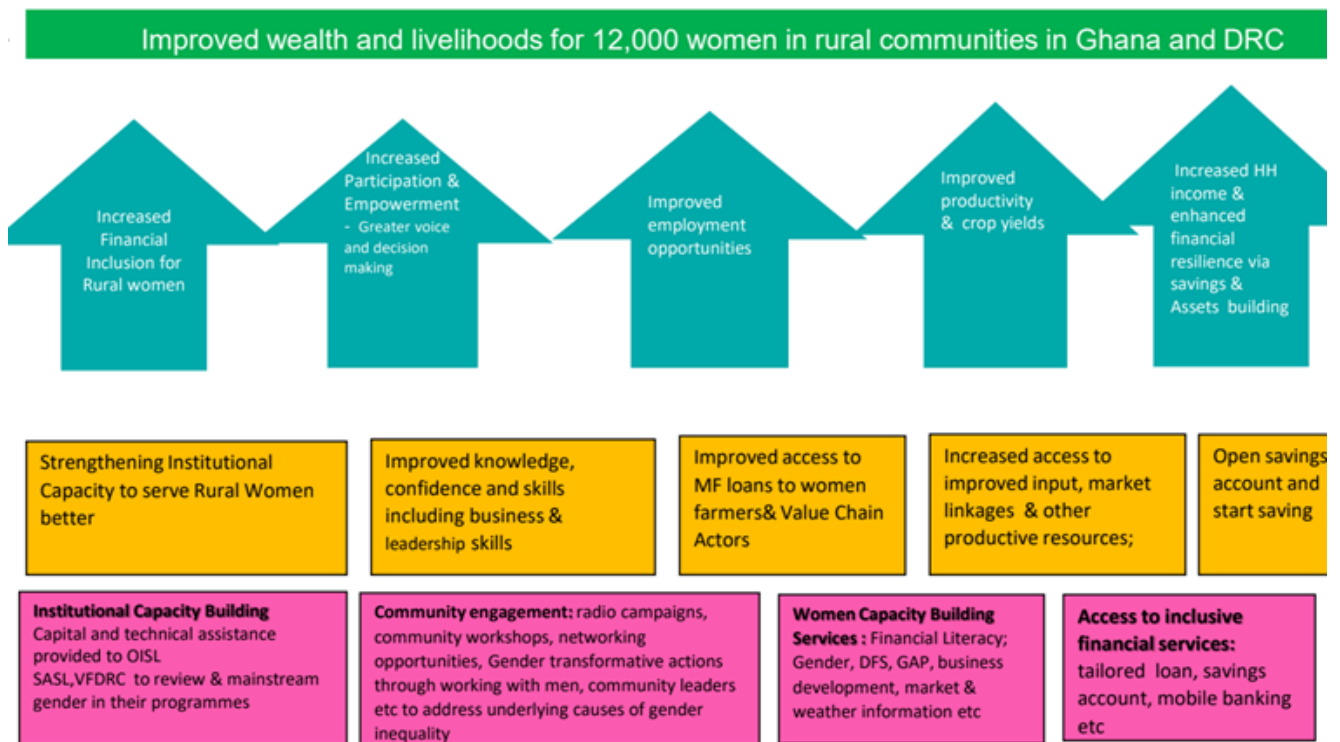 Improved wealth and livelihoods for 12,000 women in rural communities in Ghana and DRC
Increased
Financial
Inclusion for
Rural women
Increased
Participation &
Empowerment
- Greater voice
and decision
making
Improved
employment
opportunities
Improved
productivity
& crop yields
Increased HH
income &
enhanced
financial
resilience via
savings &
Assets building
Strengthening Institutional
Capacity to serve Rural Women
better
Improved knowledge,
confidence and skills
including business &
leadership skills
Improved access to
MF loans to women
farmers& Value Chain
Actors
Increased access to
improved input, market
linkages & other
productive resources;
Open savings
account and
start saving
Institutional Capacity Building
Capital and technical assistance
provided to OISL
SASL,VFDRC to review & mainstream
gender in their programmes
Community engagement: radio campaigns,
community workshops, networking
opportunities, Gender transformative actions
through working with men, community leaders
etc to address underlying causes of gender
inequality
Women Capacity Building
Services : Financial Literacy;
Gender, DFS, GAP, business
development, market &
weather information etc
Access to inclusive
financial services:
tailored loan, savings
account, mobile banking
etc